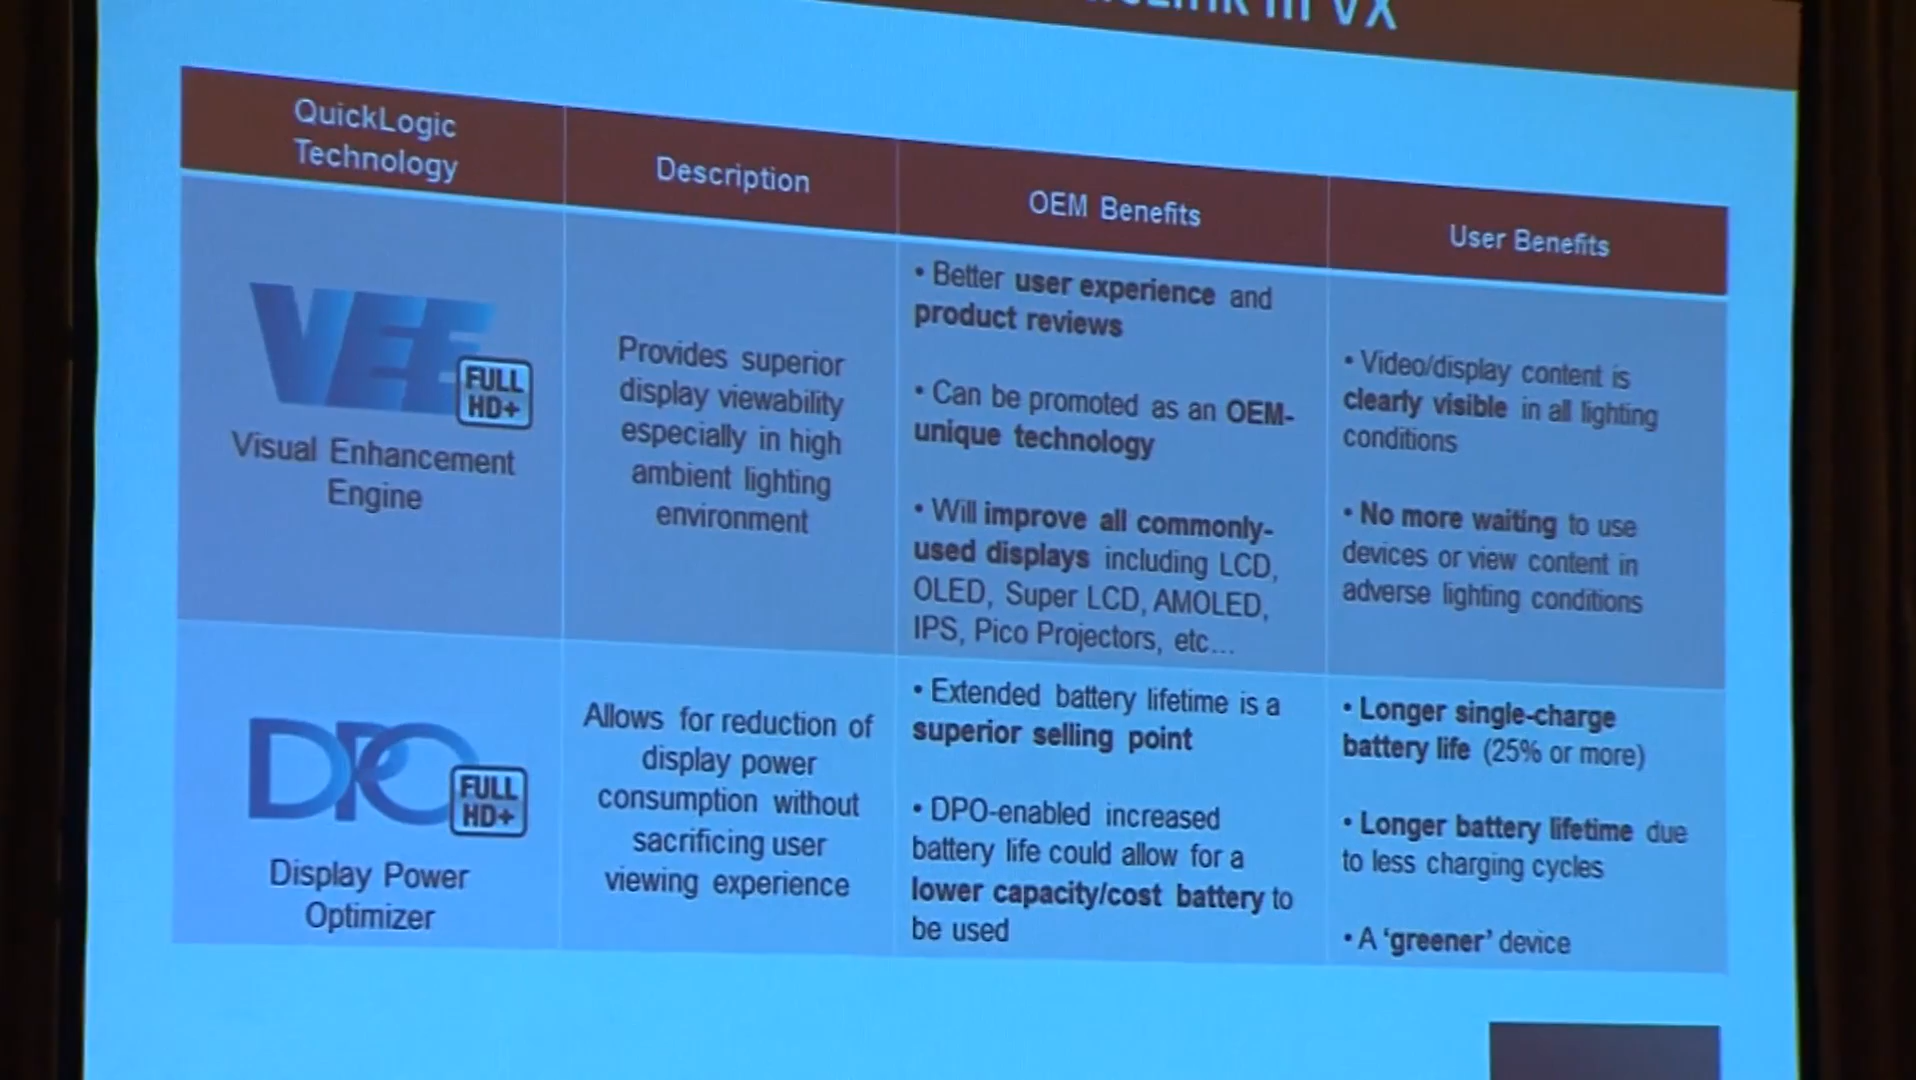 III VX
QuickLogic
Technology
Description
OEM Benefits
User Benefits
VEE
FULL
HD+
Visual Enhancement
Engine
Provides superior
display viewability
especially in high
ambient lighting
environment
• Better user experience and
product reviews
• Can be promoted as an OEM-
unique technology
• Will improve all commonly-
used displays including LCD,
OLED, Super LCD, AMOLED,
IPS, Pico Projectors, etc...
• Video/display content is
clearly visible in all lighting
conditions
• No more waiting to use
devices or view content in
adverse lighting conditions
DPO
FULL
HD+
Display Power
Optimizer
Allows for reduction of
display power
consumption without
sacrificing user
viewing experience
• Extended battery lifetime is a
superior selling point
• DPO-enabled increased
battery life could allow for a
lower capacity/cost battery to
be used
• Longer single-charge
battery life (25% or more)
• Longer battery lifetime due
to less charging cycles
• A ‘greener’ device